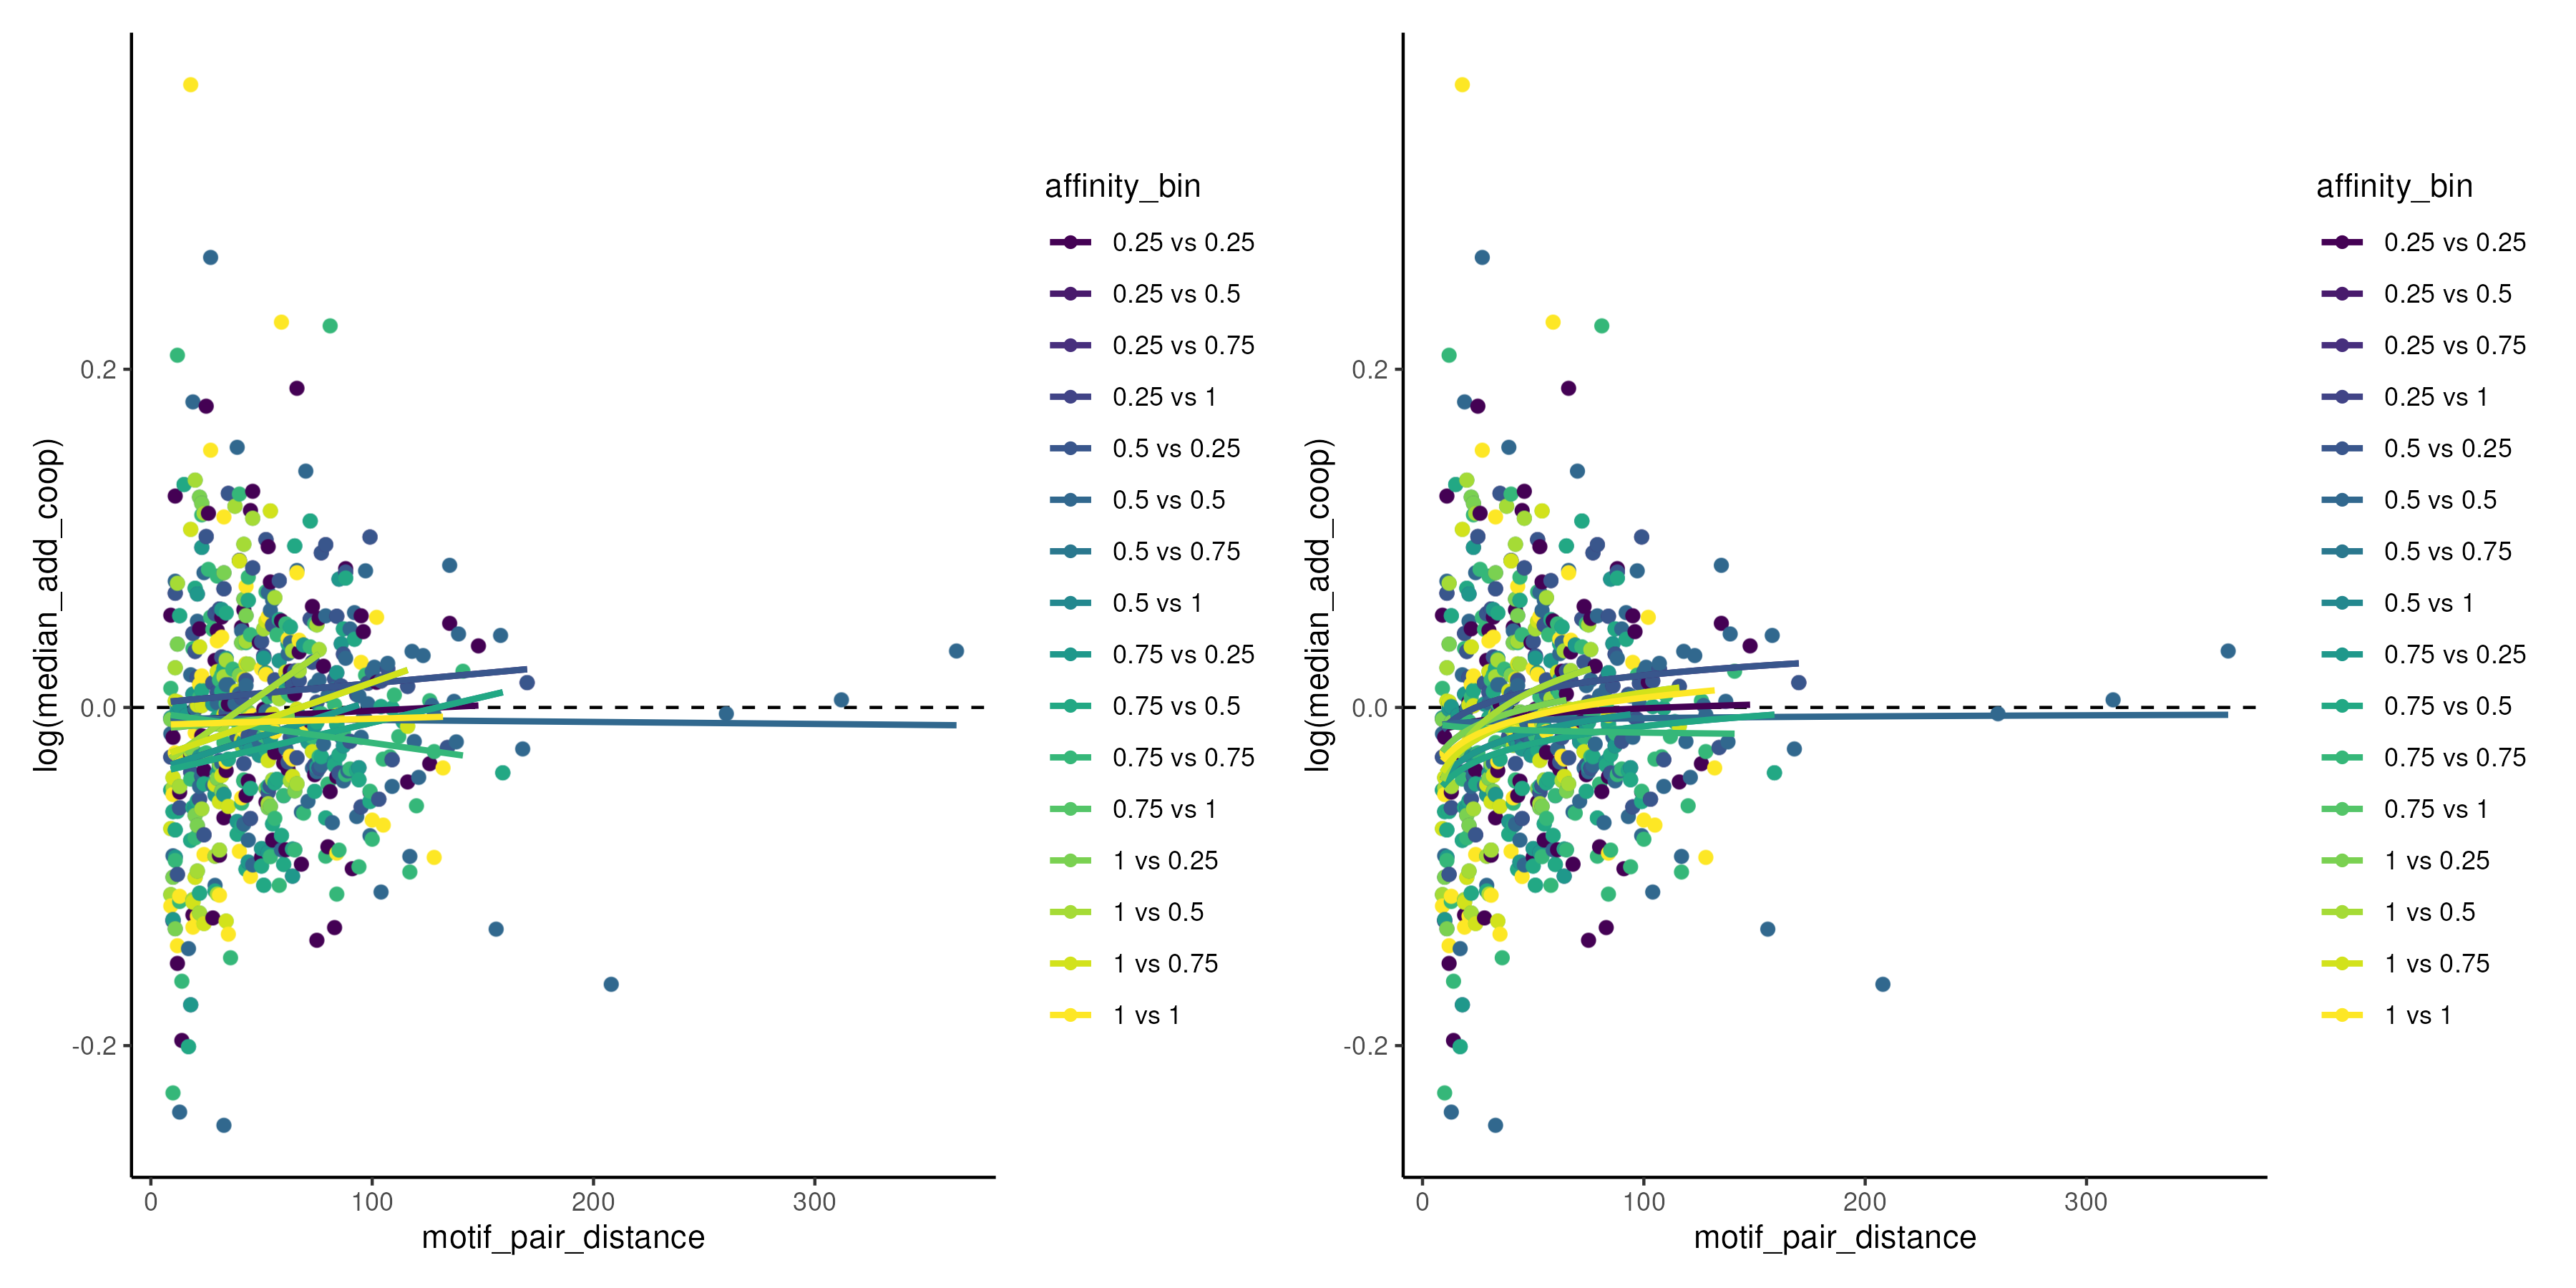 log(median_add_coop)
0.2
0.0
-0.2
0
100
200
300
motif_pair_distance
affinity_bin
0.25 vs 0.25
0.25 vs 0.5
0.25 vs 0.75
0.25 vs 1
0.5 vs 0.25
0.5 vs 0.5
0.5 vs 0.75
0.5 vs 1
0.75 vs 0.25
0.75 vs 0.5
0.75 vs 0.75
0.75 vs 1
1 vs 0.25
1 vs 0.5
1 vs 0.75
1 vs 1
log(median_add_coop)
0.2
0.0
-0.2
0
100
200
300
motif_pair_distance
affinity_bin
0.25 vs 0.25
0.25 vs 0.5
0.25 vs 0.75
0.25 vs 1
0.5 vs 0.25
0.5 vs 0.5
0.5 vs 0.75
0.5 vs 1
0.75 vs 0.25
0.75 vs 0.5
0.75 vs 0.75
0.75 vs 1
1 vs 0.25
1 vs 0.5
1 vs 0.75
1 vs 1